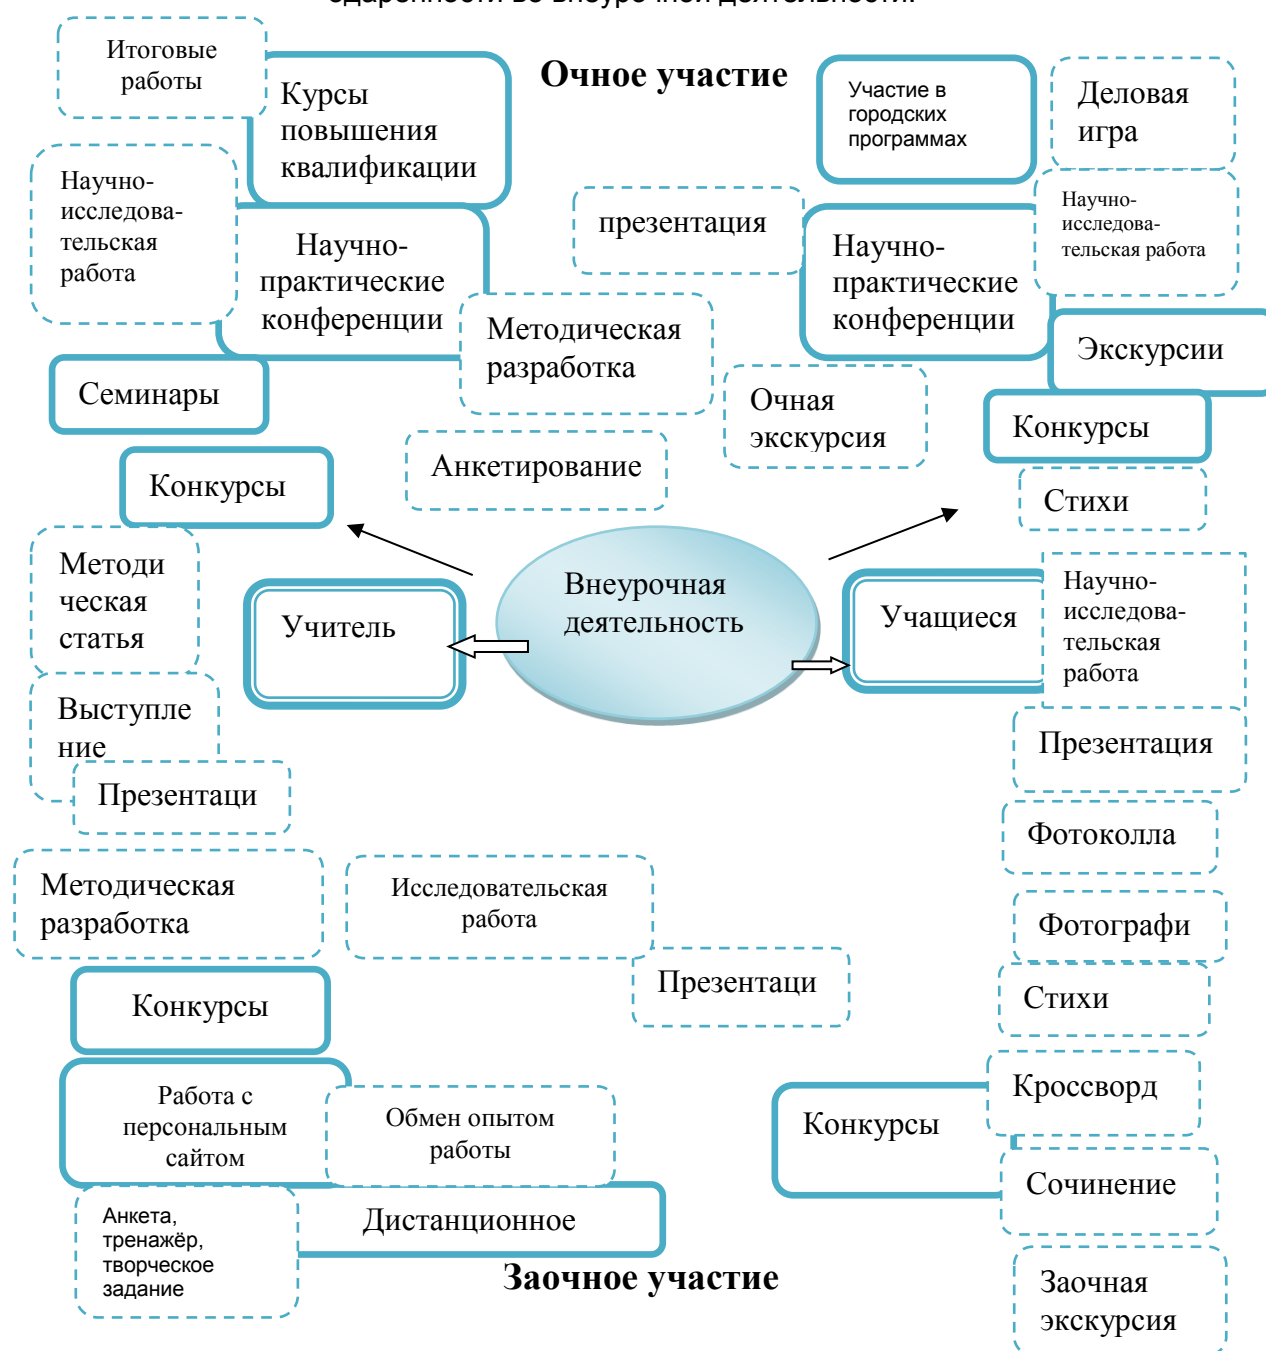 одаренности во внеурочной деятельности.
Итоговые
работы
Очное участие
Курсы
повышения
квалификации
Участие в
городских
программах
Деловая
игра
Научно-
исследова-
тельская
работа
презентация
Научно-
исследова-
тельская работа
Научно-
практические
конференции
Научно-
практические
конференции
Методическая
разработка
Экскурсии
Семинары
Очная
экскурсия
Конкурсы
Анкетирование
Конкурсы
Стихи
Методи
ческая
статья
Внеурочная
деятельность
Учитель
Учащиеся
Научно-
исследова-
тельская
работа
Выступле
ние
Презентация
Презентаци
Фотоколла
Методическая
разработка
Исследовательская
работа
Фотографи
Презентаци
Стихи
Конкурсы
Кроссворд
Работа с
персональным
сайтом
Обмен опытом
работы
Конкурсы
Сочинение
Анкета,
тренажёр,
творческое
задание
Дистанционное
Заочное участие
Заочная
экскурсия